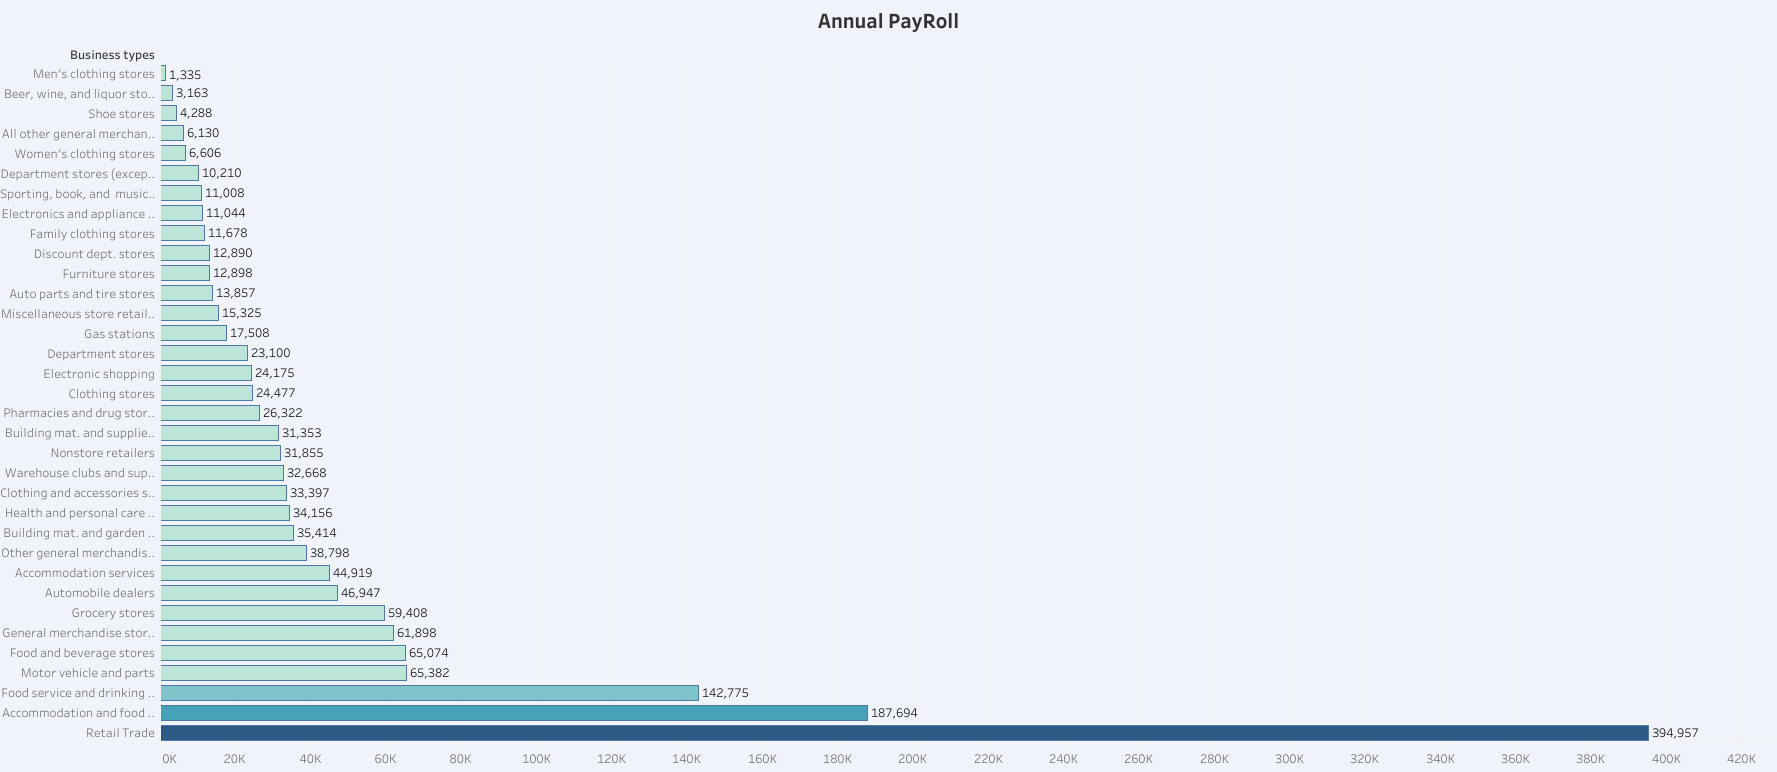 Annual PayRoll
Business types
Men's clothing stores 1,335
Beer, wine, and liquor sto.. 3,163
Shoe stores 4,288
All other general merchan.. 6,130
Women's clothing stores 6,606
Department stores (excep.. 10,210
Sporting, book, and music.. 11,008
Electronics and appliance .. 11,044
Family clothing stores 11,678
Discount dept. stores 12,890
Furniture stores 12,898
Auto parts and tire stores 13,857
Miscellaneous store retail.. 15,325
Gas stations 17,508
Department stores 23,100
Electronic shopping 24,175
Clothing stores 24,477
Pharmacies and drug stor.. 26,322
Building mat. and supplie.. 31,353
Nonstore retailers 31,855
Warehouse clubs and sup.. 32,668
Clothing and accessories s.. 33,397
Health and personal care .. 34,156
Building mat. and garden .. 35,414
Other general merchandis.. 38,798
Accommodation services 44,919
Automobile dealers 46,947
Grocery stores 59,408
General merchandise stor.. 61,898
Food and beverage stores 65,074
Motor vehicle and parts 65,382
Food service and drinking .. 142,775
Accommodation and food .. 187,694
Retail Trade 394,957
0K 20K 40K 60K 80K 100K 120K 140K 160K 180K 200K 220K 240K 260K 280K 300K 320K 340K 360K 380K 400K 420K